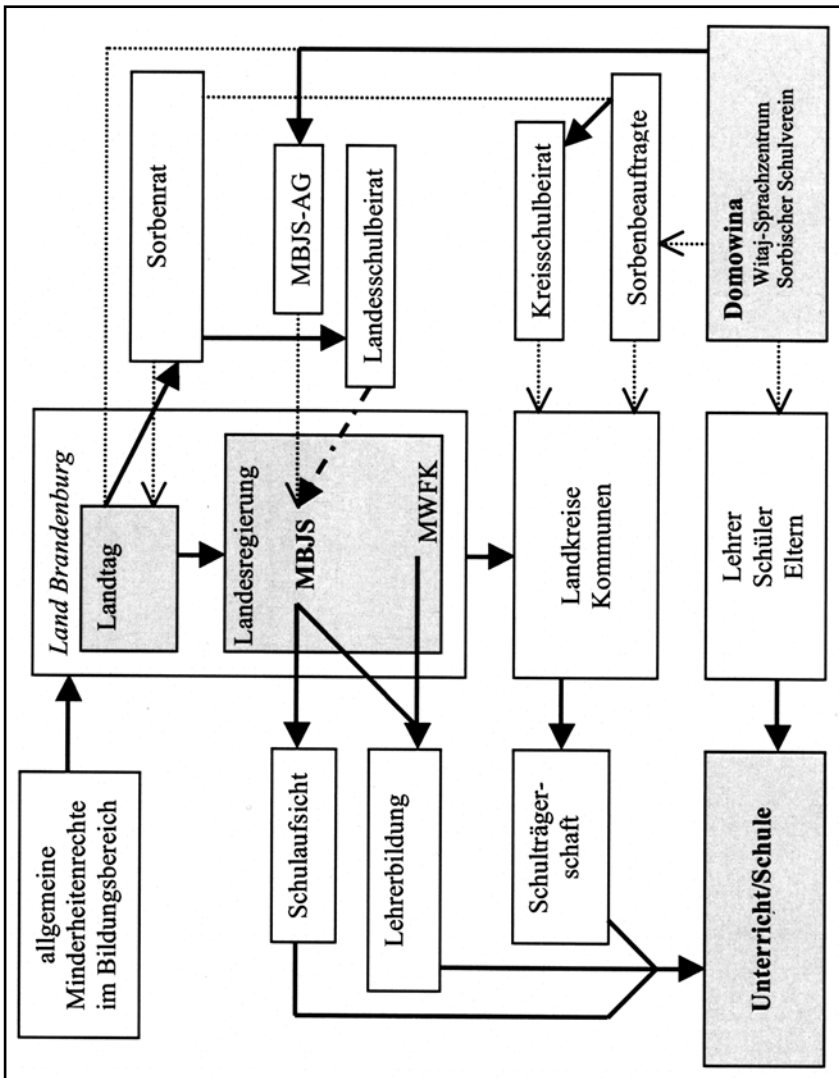 allgemeine
Minderheitenrechte
im Bildungsbereich
Land Brandenburg
Landtag
Sorbenrat
Landesregierung
MBJS
MWFK
MBJS-AG
Landesschulbeirat
Schulaufsicht
Lehrerbildung
Schulträger-
schaft
Landkreise
Kommunen
Kreisschulbeirat
Sorbenbeauftragte
Unterricht/Schule
Lehrer
Schüler
Eltern
Domowina
Witaj-Sprachzentrum
Sorbischer Schulverein